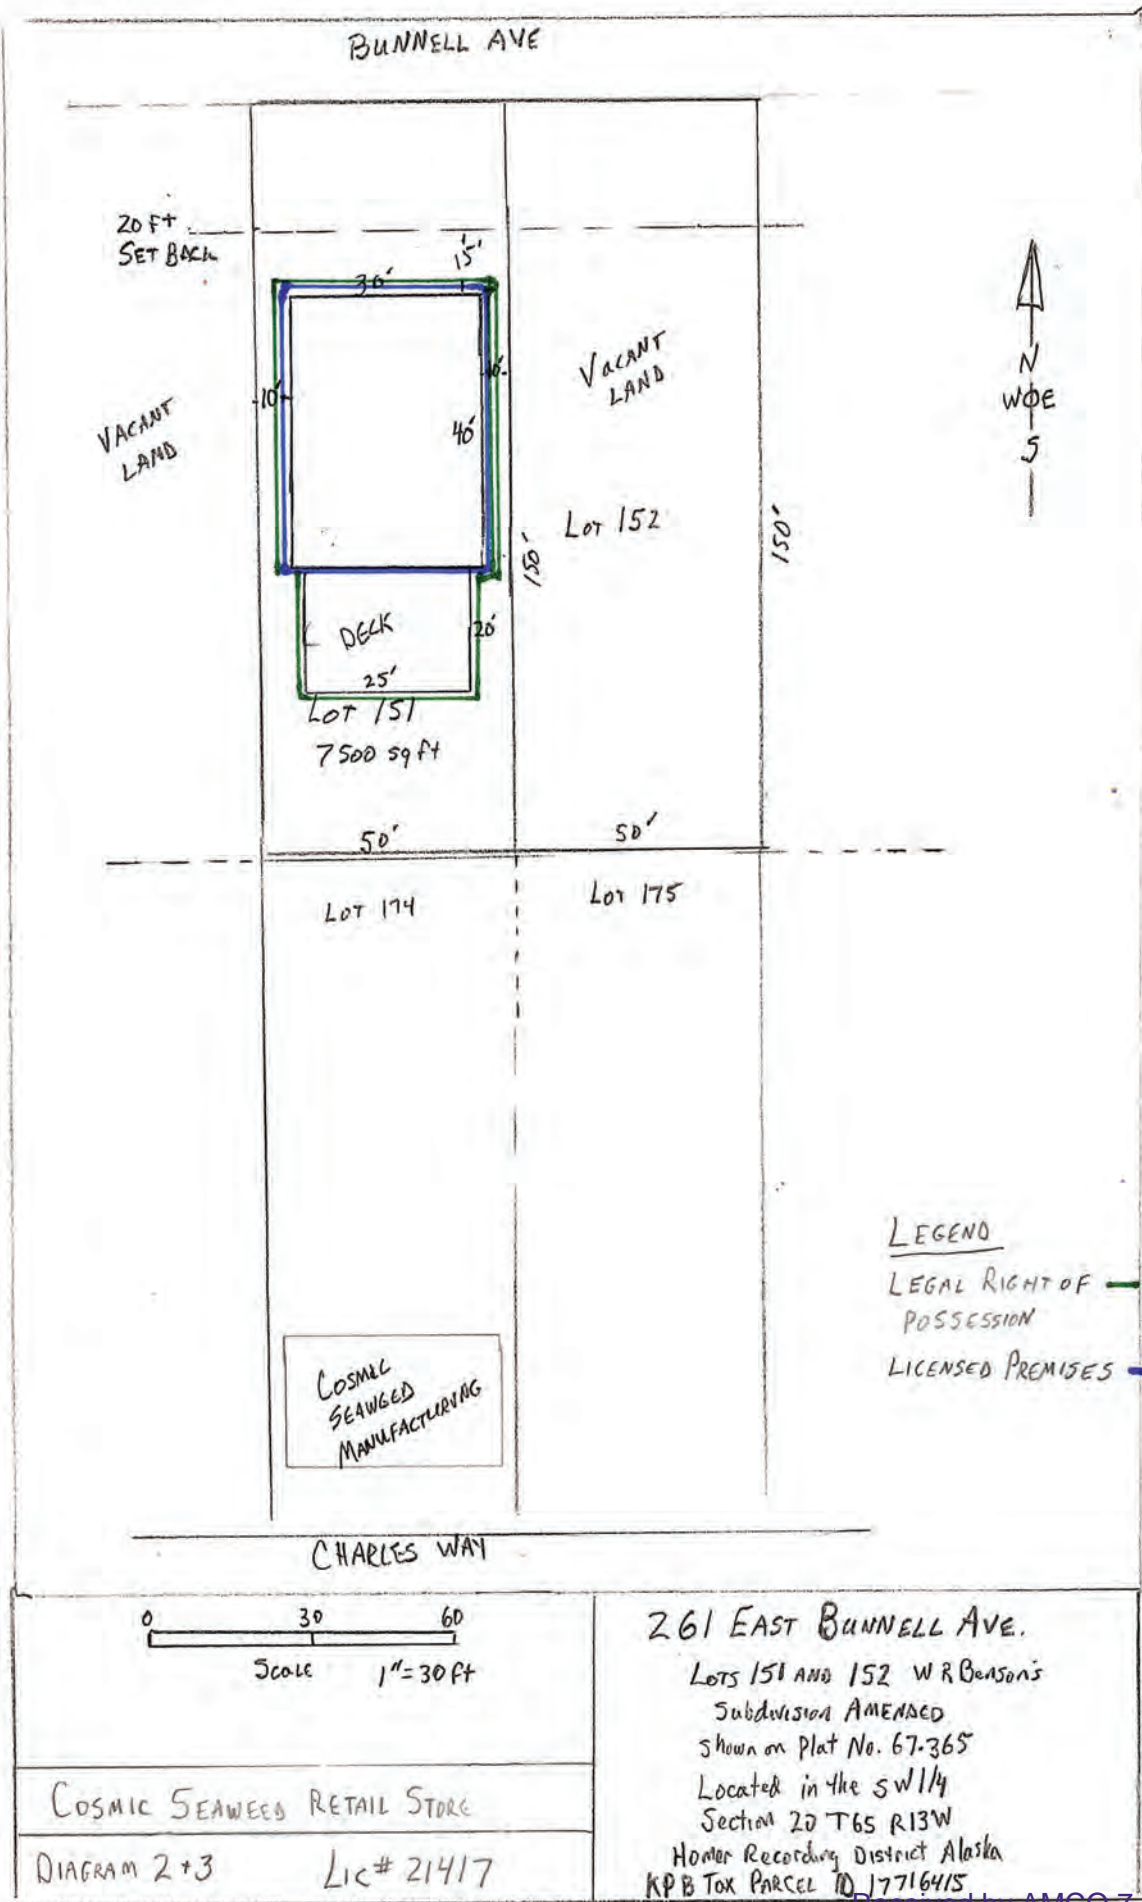 BUNNELL AVE
20 Ft
SET BACK
15'
30'
VACANT
LAND
10'
10'
40'
VACANT
LAND
N
W E
S
LOT 152
150'
150'
DECK
20'
25'
LOT 151
7500 sq ft
50'
50'
LOT 174
LOT 175
LEGEND
LEGAL RIGHT OF
POSSESSION
LICENSED PREMISES
COSMIC
SEAWEED
MANUFACTURING
CHARLES WAY
0 30 60
Scale 1"=30 ft
COSMIC SEAWEED RETAIL STORE
DIAGRAM 2+3 Lic# 21417
261 EAST BUNNELL AVE.
LOTS 151 AND 152 W R Benson's
Subdivision AMENDED
shown on Plat No. 67-365
Located in the SW1/4
Section 20 T6S R13W
Homer Recording District Alaska
KPB TAX PARCEL ID 17716415
Received by AMCO 7